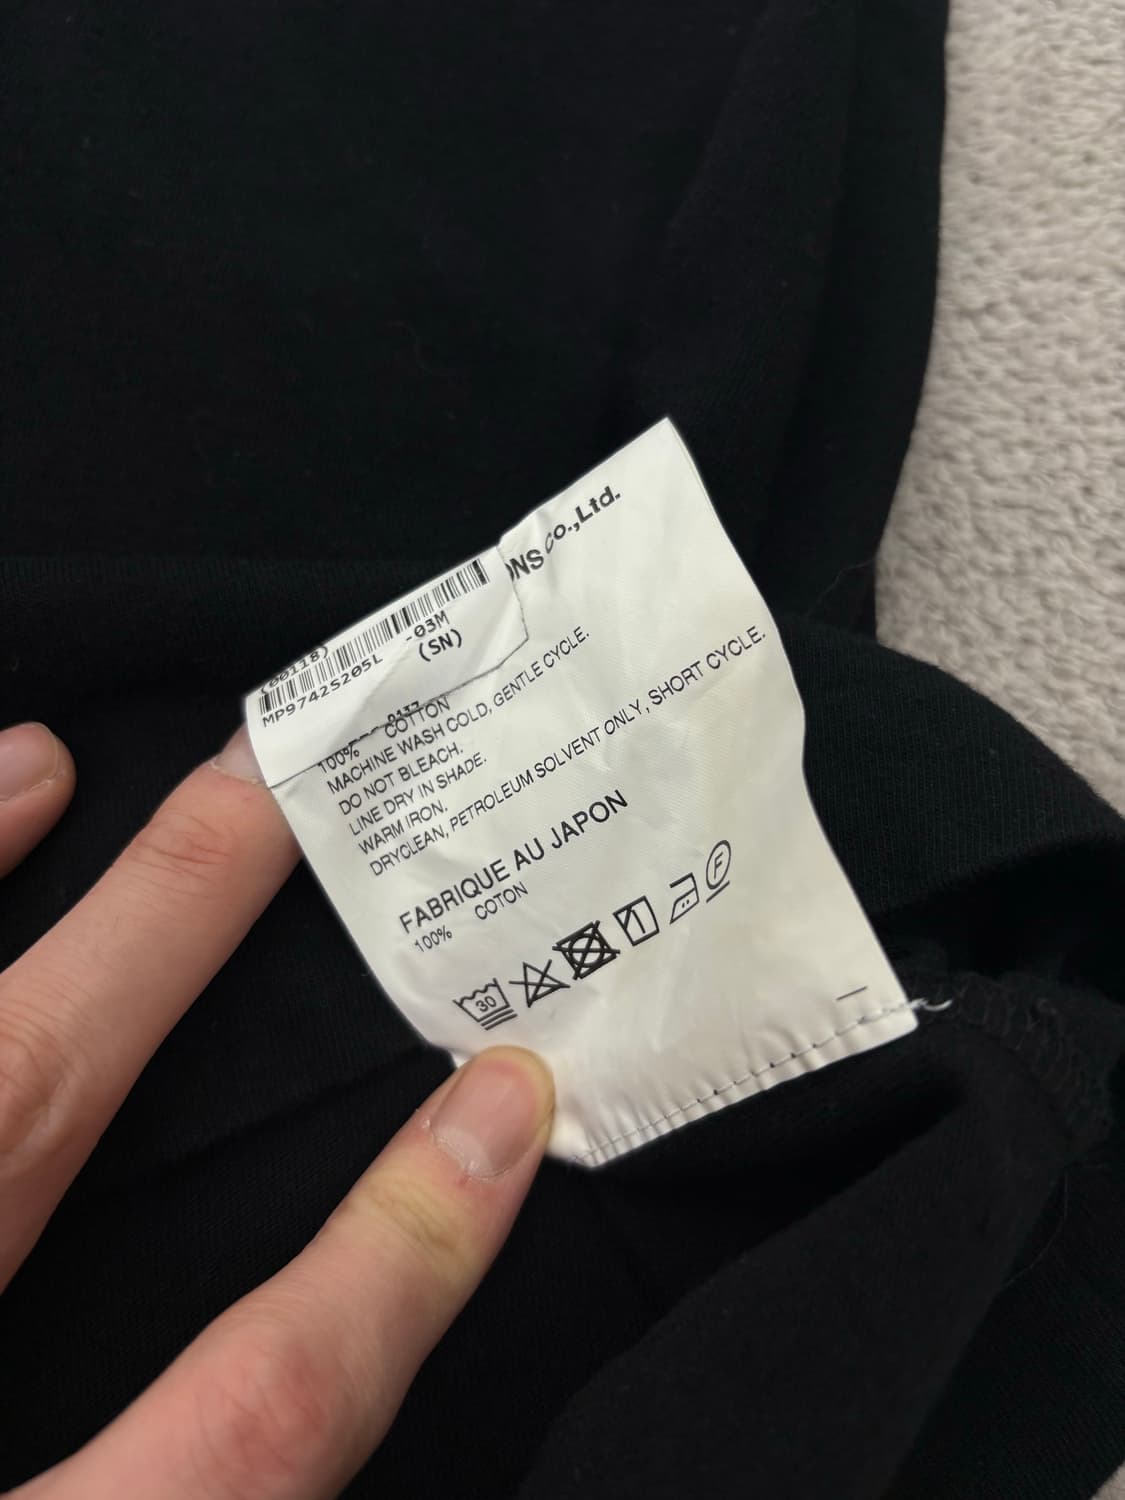 NS Co.,Ltd.
(00118)
MP9742S205L -03M
(SN)
100% COTTON
MACHINE WASH COLD, GENTLE CYCLE.
DO NOT BLEACH.
LINE DRY IN SHADE.
WARM IRON.
DRYCLEAN, PETROLEUM SOLVENT ONLY, SHORT CYCLE.
FABRIQUE AU JAPON
100% COTON
30
F